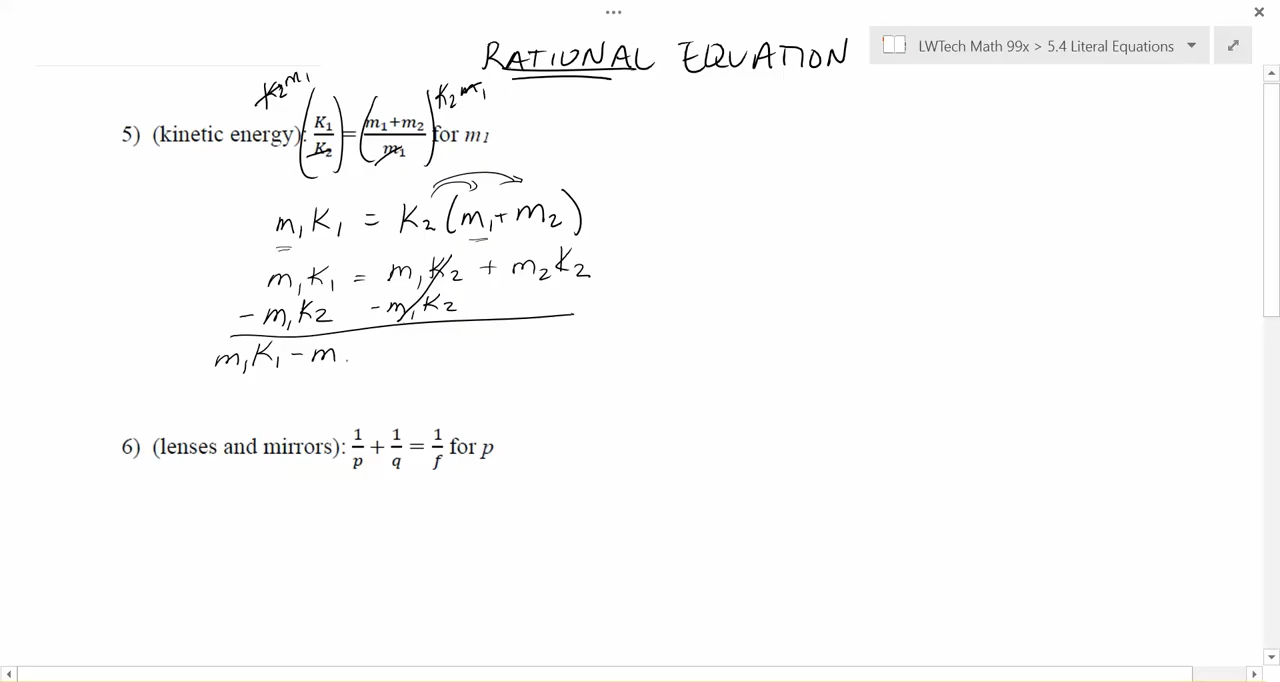 RATIONAL EQUATION
LWTech Math 99x > 5.4 Literal Equations
K₂m₁ K₂m₁
5) (kinetic energy): (K₁/K₂) = (m₁+m₂/m₁) for m₁
m₁K₁ = K₂(m₁+m₂)
m₁K₁ = m₁K₂ + m₂K₂
-m₁K₂ -m₁K₂
m₁K₁ - m
6) (lenses and mirrors): 1/p + 1/q = 1/f for p